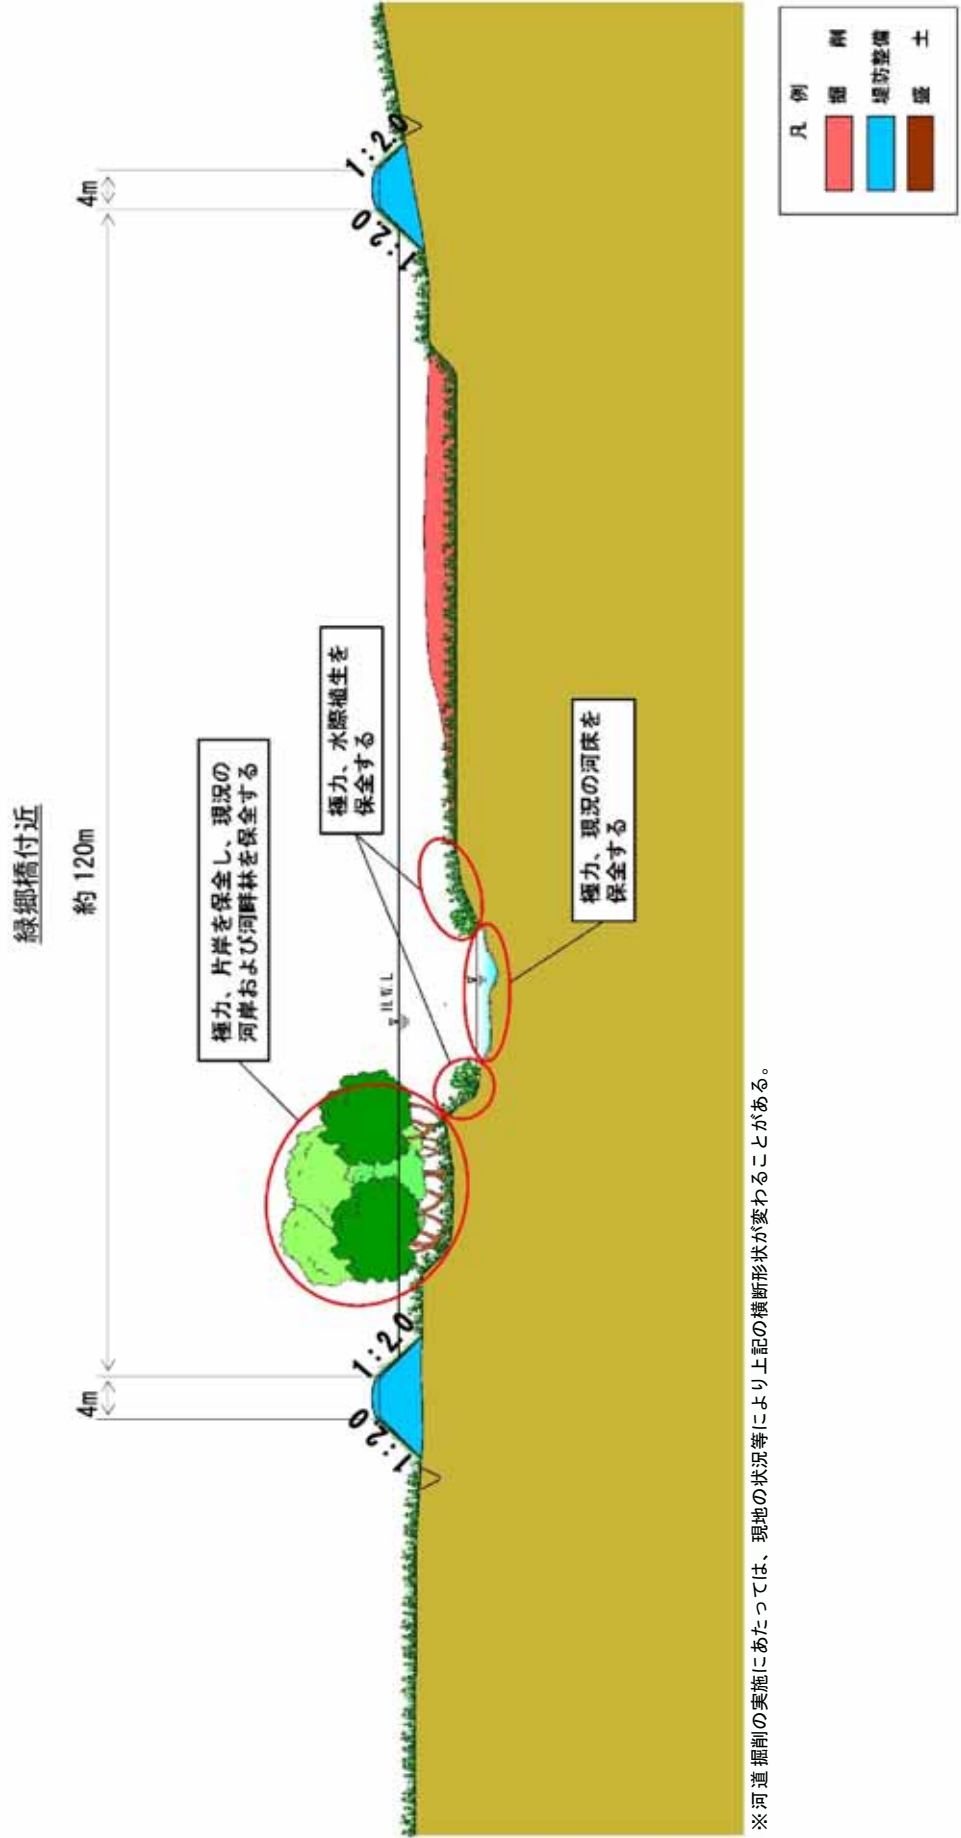 緑郷橋付近
約120m
4m
4m
1:2.0
1:2.0
1:2.0
1:2.0
極力、片岸を保全し、現況の
河岸および河畔林を保全する
H.W.L
極力、水際植生を
保全する
極力、現況の河床を
保全する
凡 例
掘 削
堤防整備
盛 土
※河道掘削の実施にあたっては、現地の状況等により上記の横断形状が変わることがある。